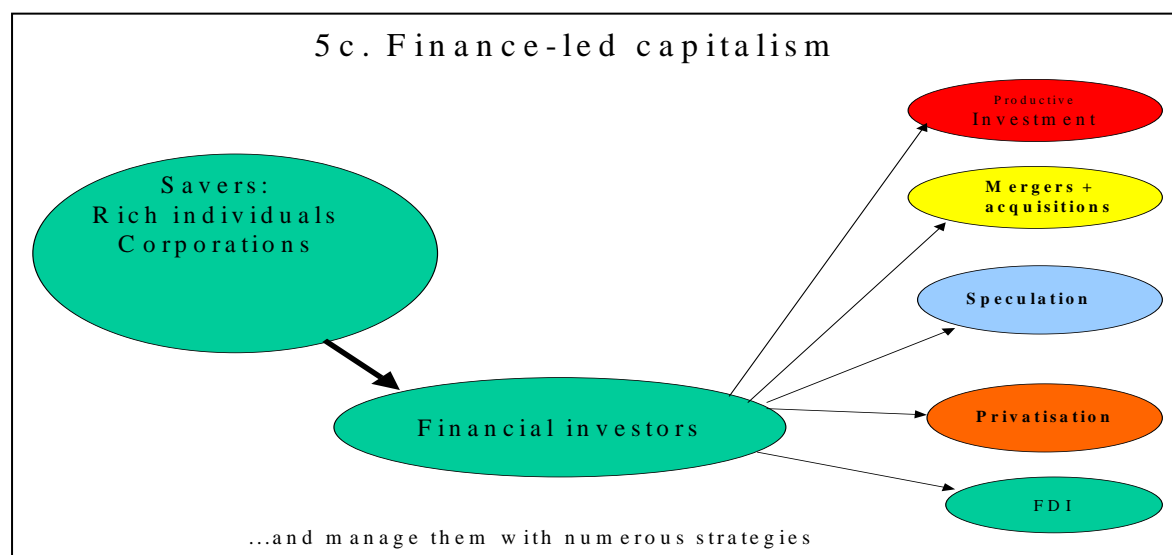 5c. Finance-led capitalism
Savers:
Rich individuals
Corporations
Financial investors
Productive
Investment
Mergers +
acquisitions
Speculation
Privatisation
FDI
...and manage them with numerous strategies